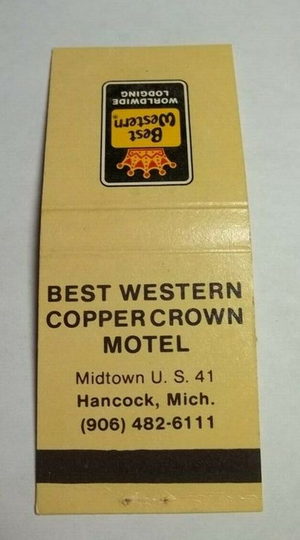 Best
Western®
WORLDWIDE
LODGING
BEST WESTERN
COPPER CROWN
MOTEL
Midtown U. S. 41
Hancock, Mich.
(906) 482-6111